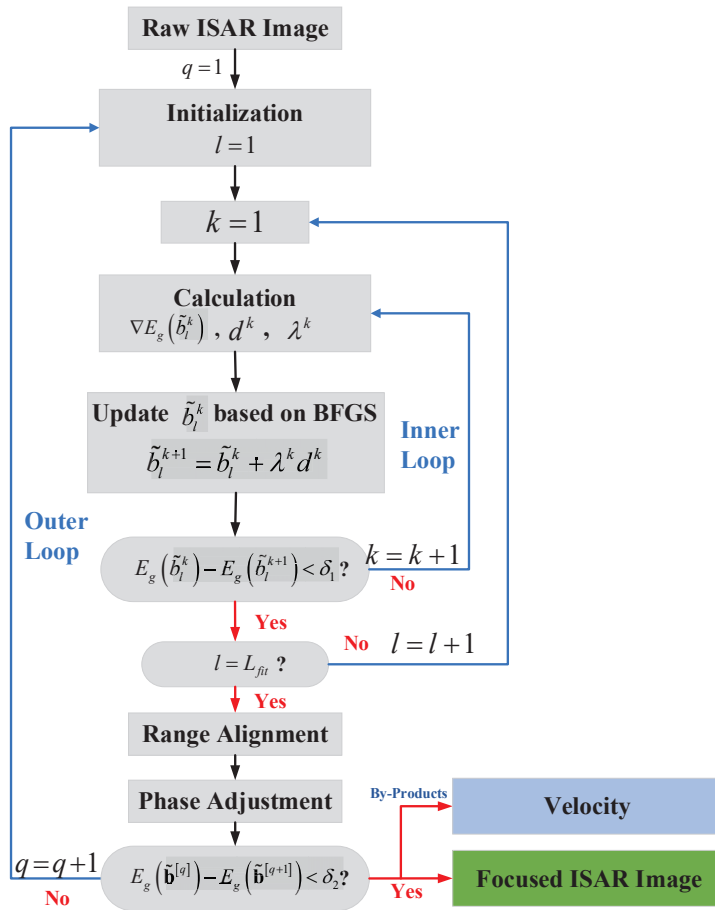 Raw ISAR Image
q = 1
Initialization
l = 1
k = 1
Calculation
∇E_g(b̃_l^k) , d^k , λ^k
Update b̃_l^k based on BFGS
b̃_l^{k+1} = b̃_l^k + λ^k d^k
Inner
Loop
Outer
Loop
E_g(b̃_l^k) − E_g(b̃_l^{k+1}) < δ_1 ?
k = k + 1
No
Yes
l = L_{fit} ?
No l = l + 1
Yes
Range Alignment
Phase Adjustment
By-Products
Velocity
q = q + 1
No
E_g(b̃^{[q]}) − E_g(b̃^{[q+1]}) < δ_2 ?
Yes
Focused ISAR Image